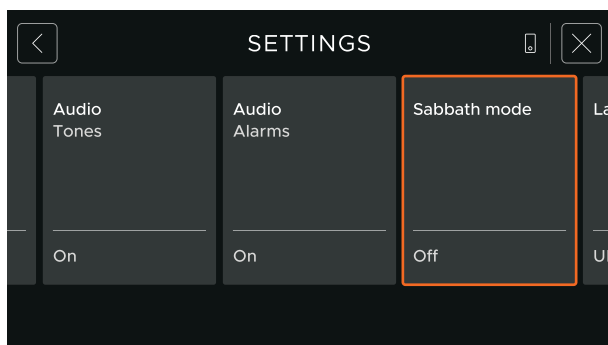 SETTINGS
Audio
Tones
On
Audio
Alarms
On
Sabbath mode
Off